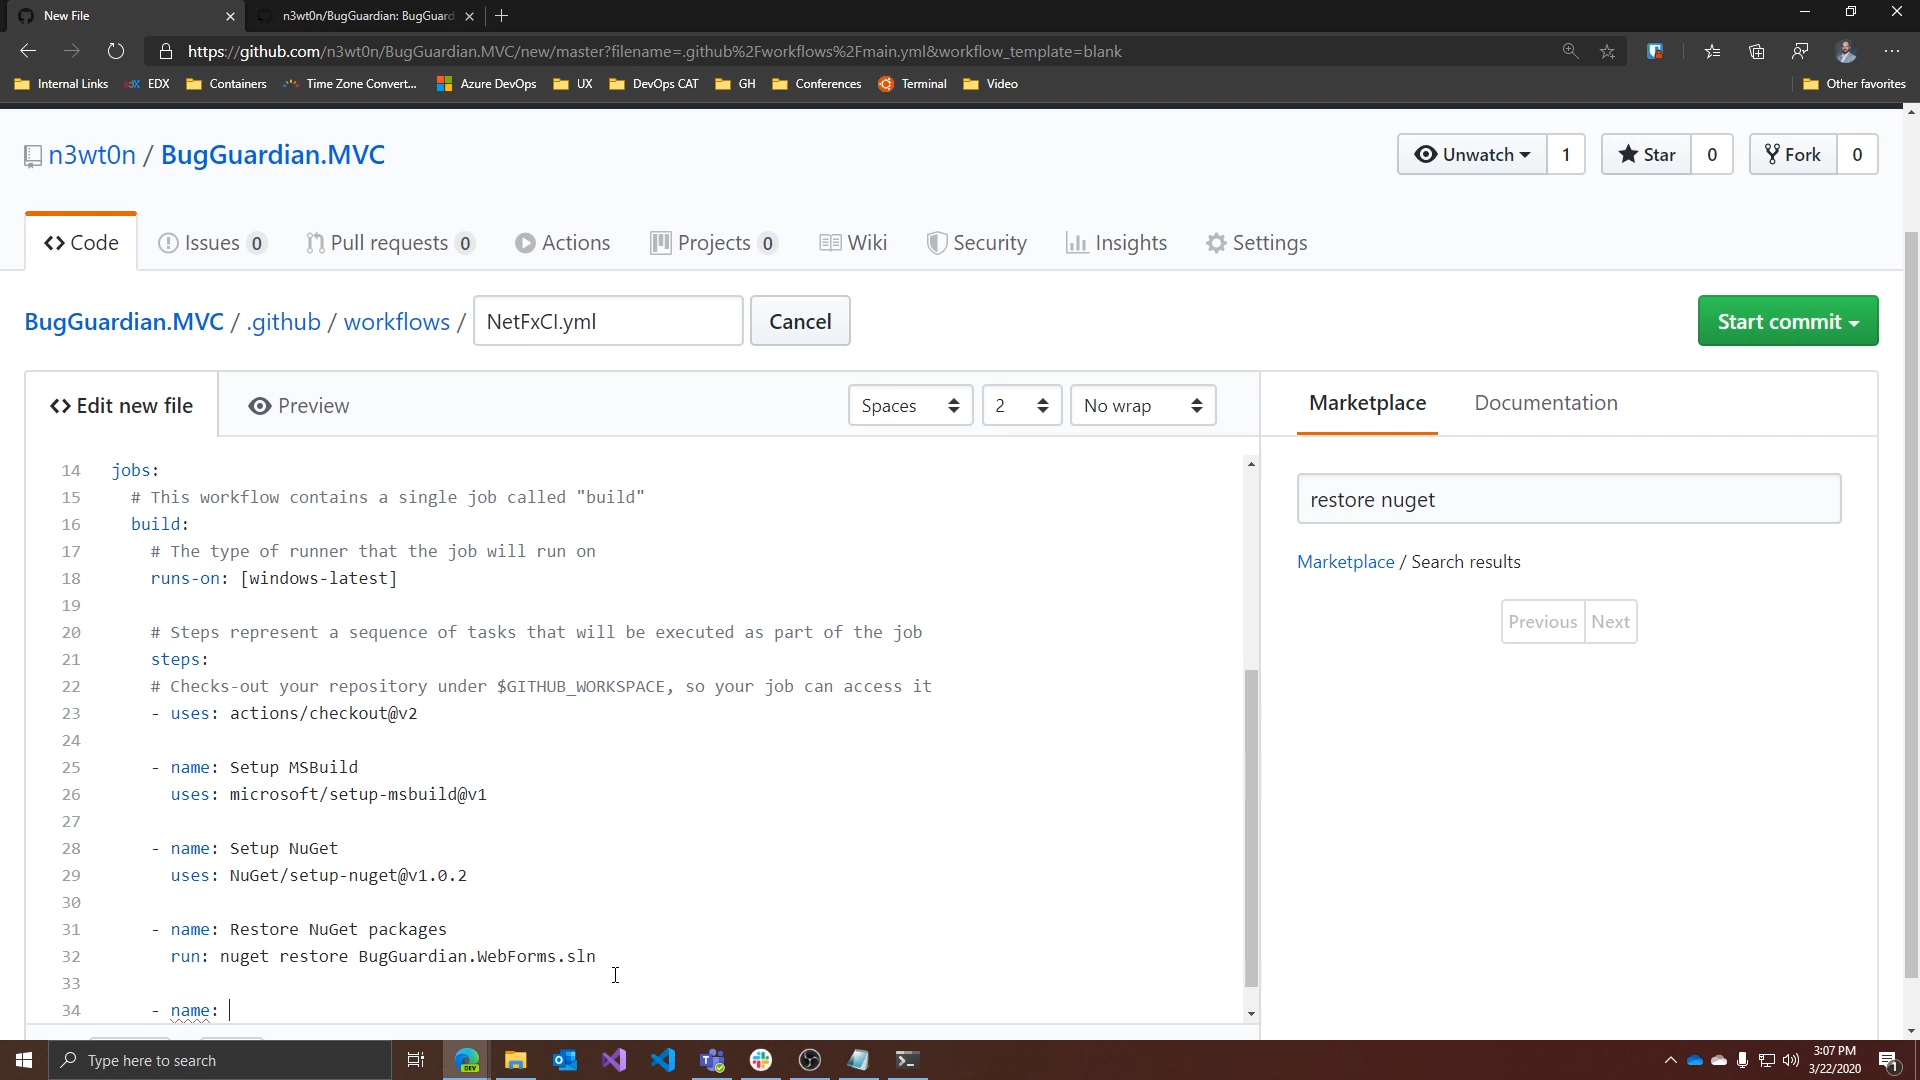 New File
n3wt0n/BugGuardian: BugGuard
https://github.com/n3wt0n/BugGuardian.MVC/new/master?filename=.github%2Fworkflows%2Fmain.yml&workflow_template=blank
Internal Links EDX Containers Time Zone Convert... Azure DevOps UX DevOps CAT GH Conferences Terminal Video Other favorites
n3wt0n / BugGuardian.MVC
Unwatch 1 Star 0 Fork 0
Code Issues 0 Pull requests 0 Actions Projects 0 Wiki Security Insights Settings
BugGuardian.MVC / .github / workflows / NetFxCI.yml Cancel Start commit
Edit new file Preview Spaces 2 No wrap
Marketplace Documentation
14 jobs:
15 # This workflow contains a single job called "build"
16 build:
17 # The type of runner that the job will run on
18 runs-on: [windows-latest]
19
20 # Steps represent a sequence of tasks that will be executed as part of the job
21 steps:
22 # Checks-out your repository under $GITHUB_WORKSPACE, so your job can access it
23 - uses: actions/checkout@v2
24
25 - name: Setup MSBuild
26 uses: microsoft/setup-msbuild@v1
27
28 - name: Setup NuGet
29 uses: NuGet/setup-nuget@v1.0.2
30
31 - name: Restore NuGet packages
32 run: nuget restore BugGuardian.WebForms.sln
33
34 - name:
restore nuget
Marketplace / Search results
Previous Next
Type here to search
DEV
3:07 PM
3/22/2020
1